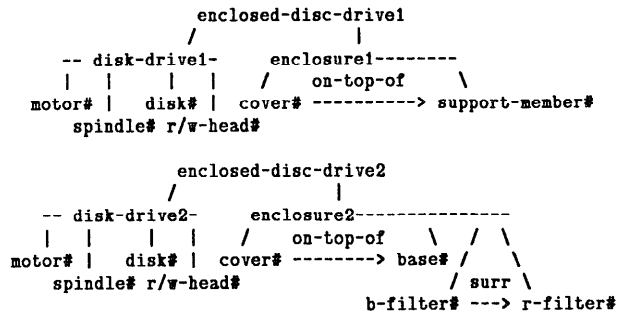 enclosed-disc-drive1
/ |
-- disk-drive1- enclosure1--------
| | | | / on-top-of \
motor# | disk# | cover# ----------> support-member#
spindle# r/w-head#
enclosed-disc-drive2
/ |
-- disk-drive2- enclosure2---------------
| | | | / on-top-of \ / \
motor# | disk# | cover# --------> base# / \
spindle# r/w-head# / surr \
b-filter# ---> r-filter#